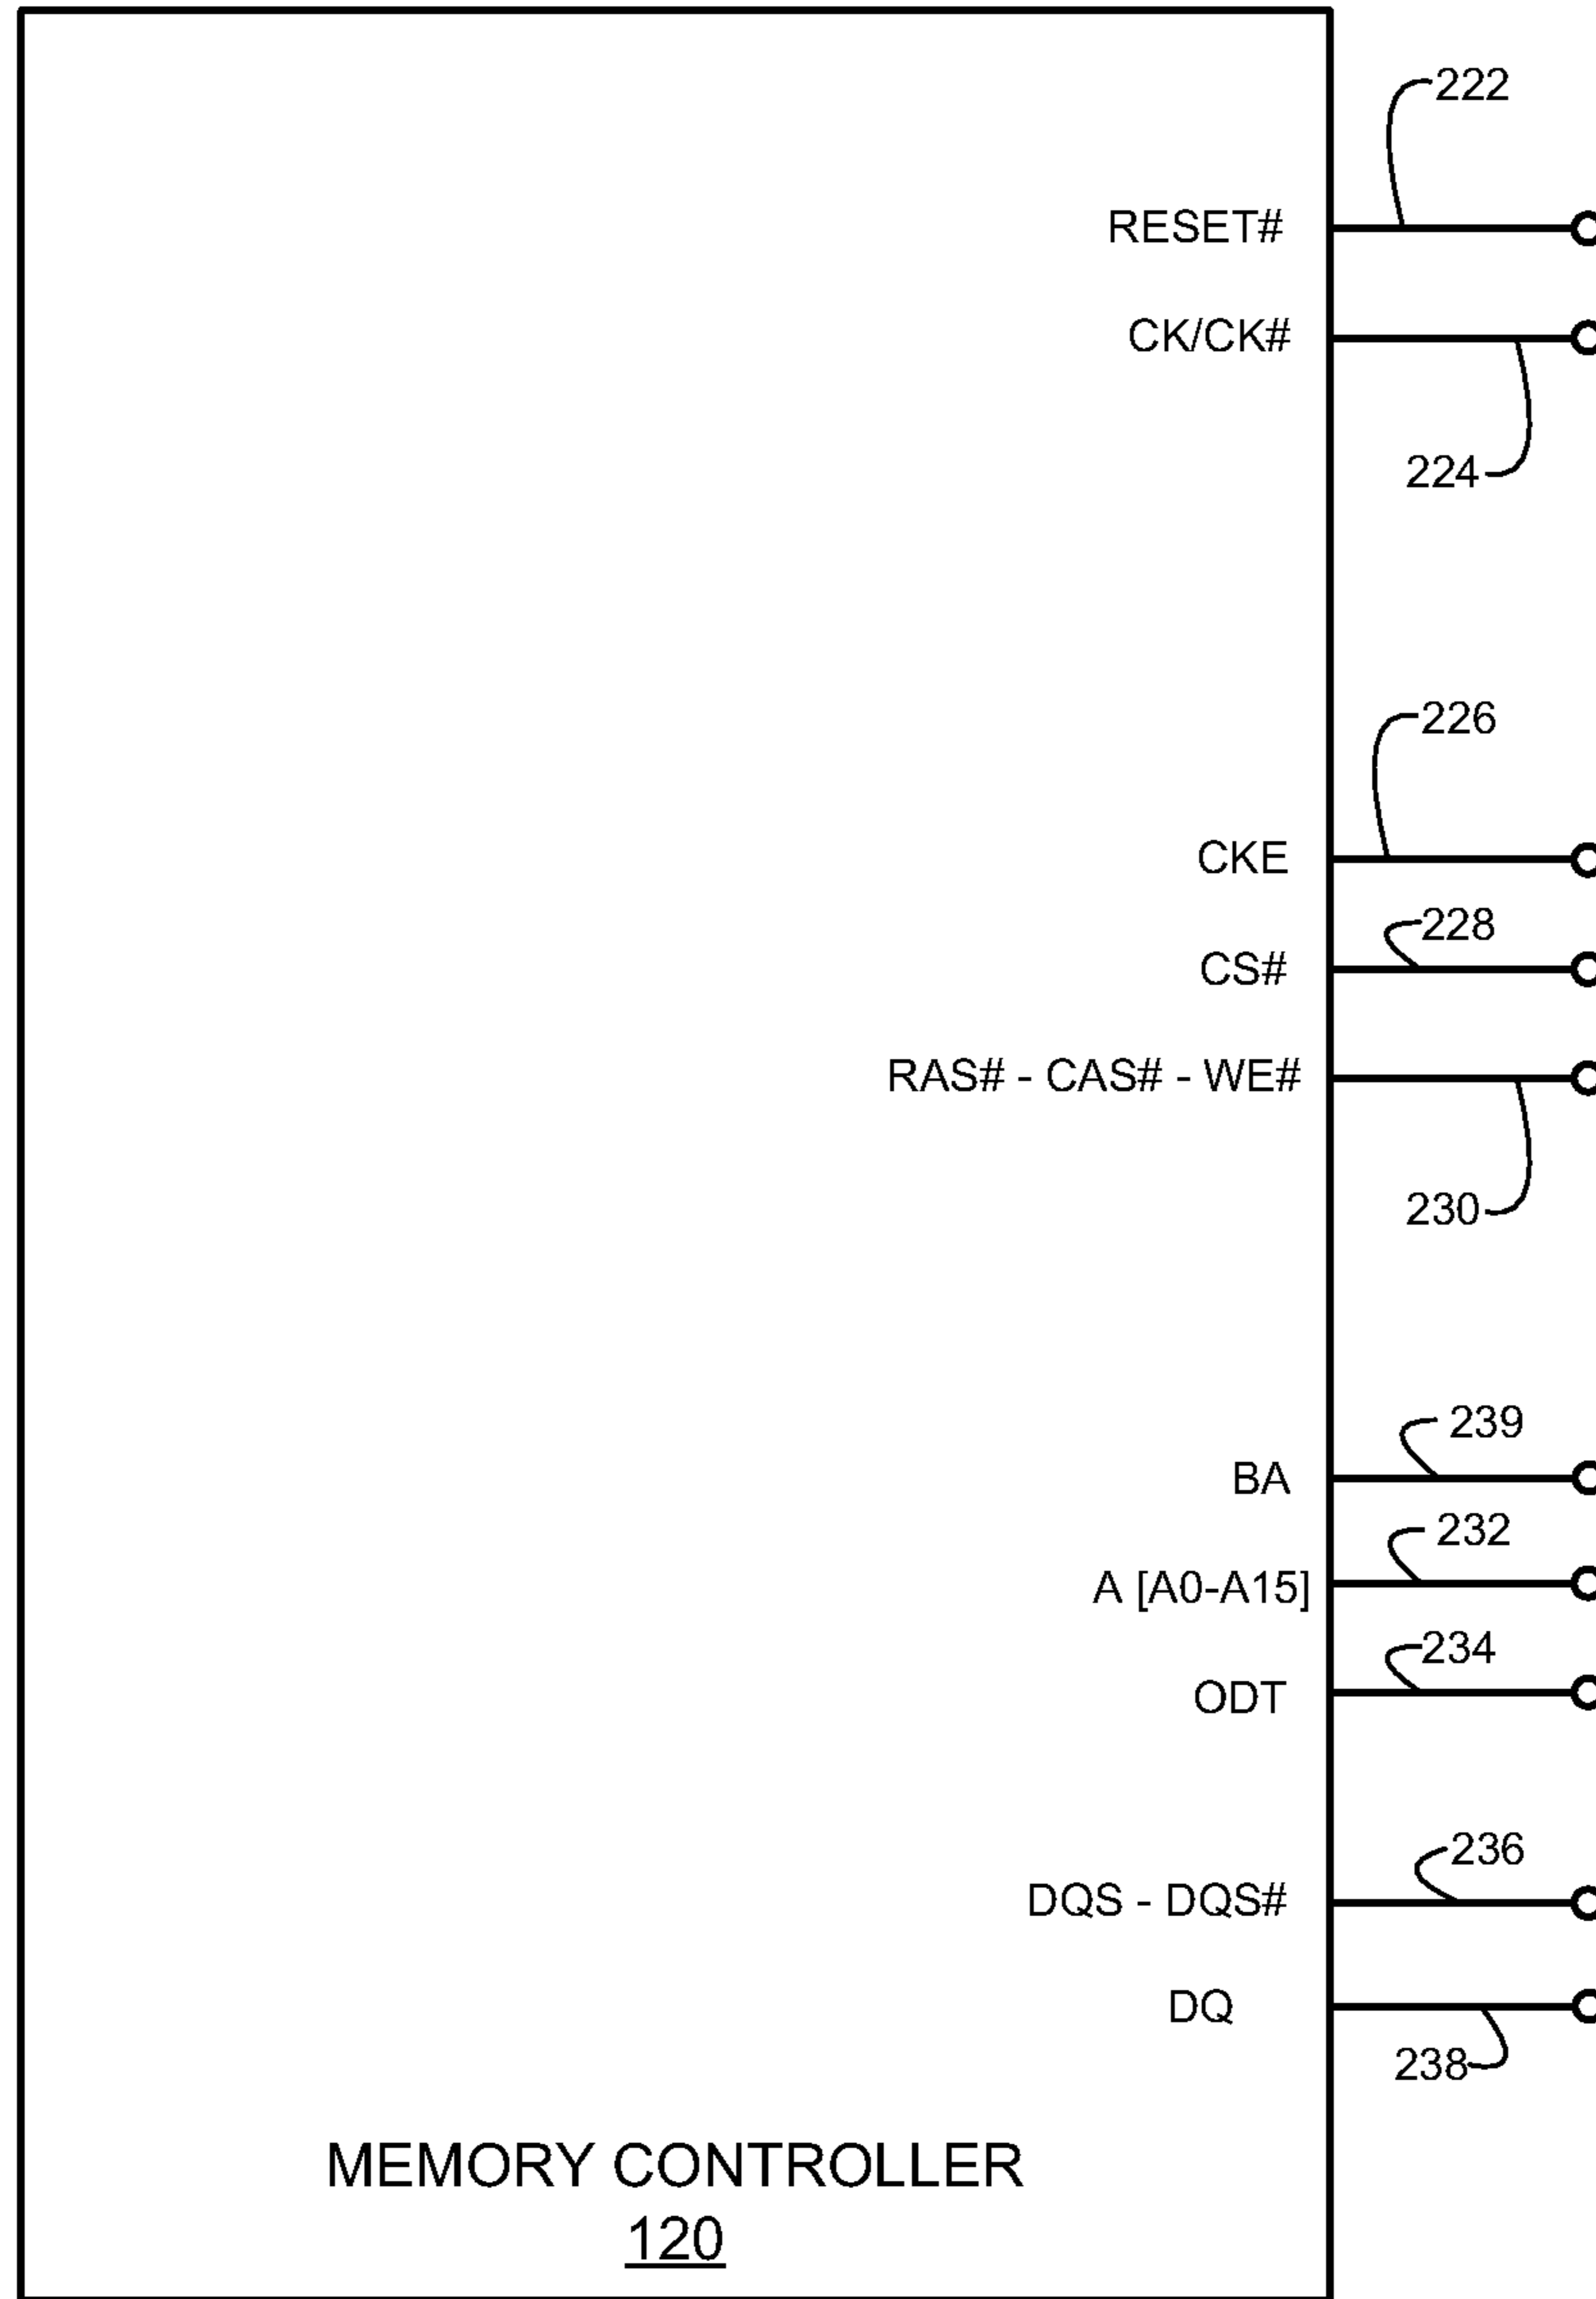 222
RESET#
CK/CK#
224
226
CKE
228
CS#
RAS# - CAS# - WE#
230
239
BA
232
A [A0-A15]
234
ODT
236
DQS - DQS#
DQ
238
MEMORY CONTROLLER
120